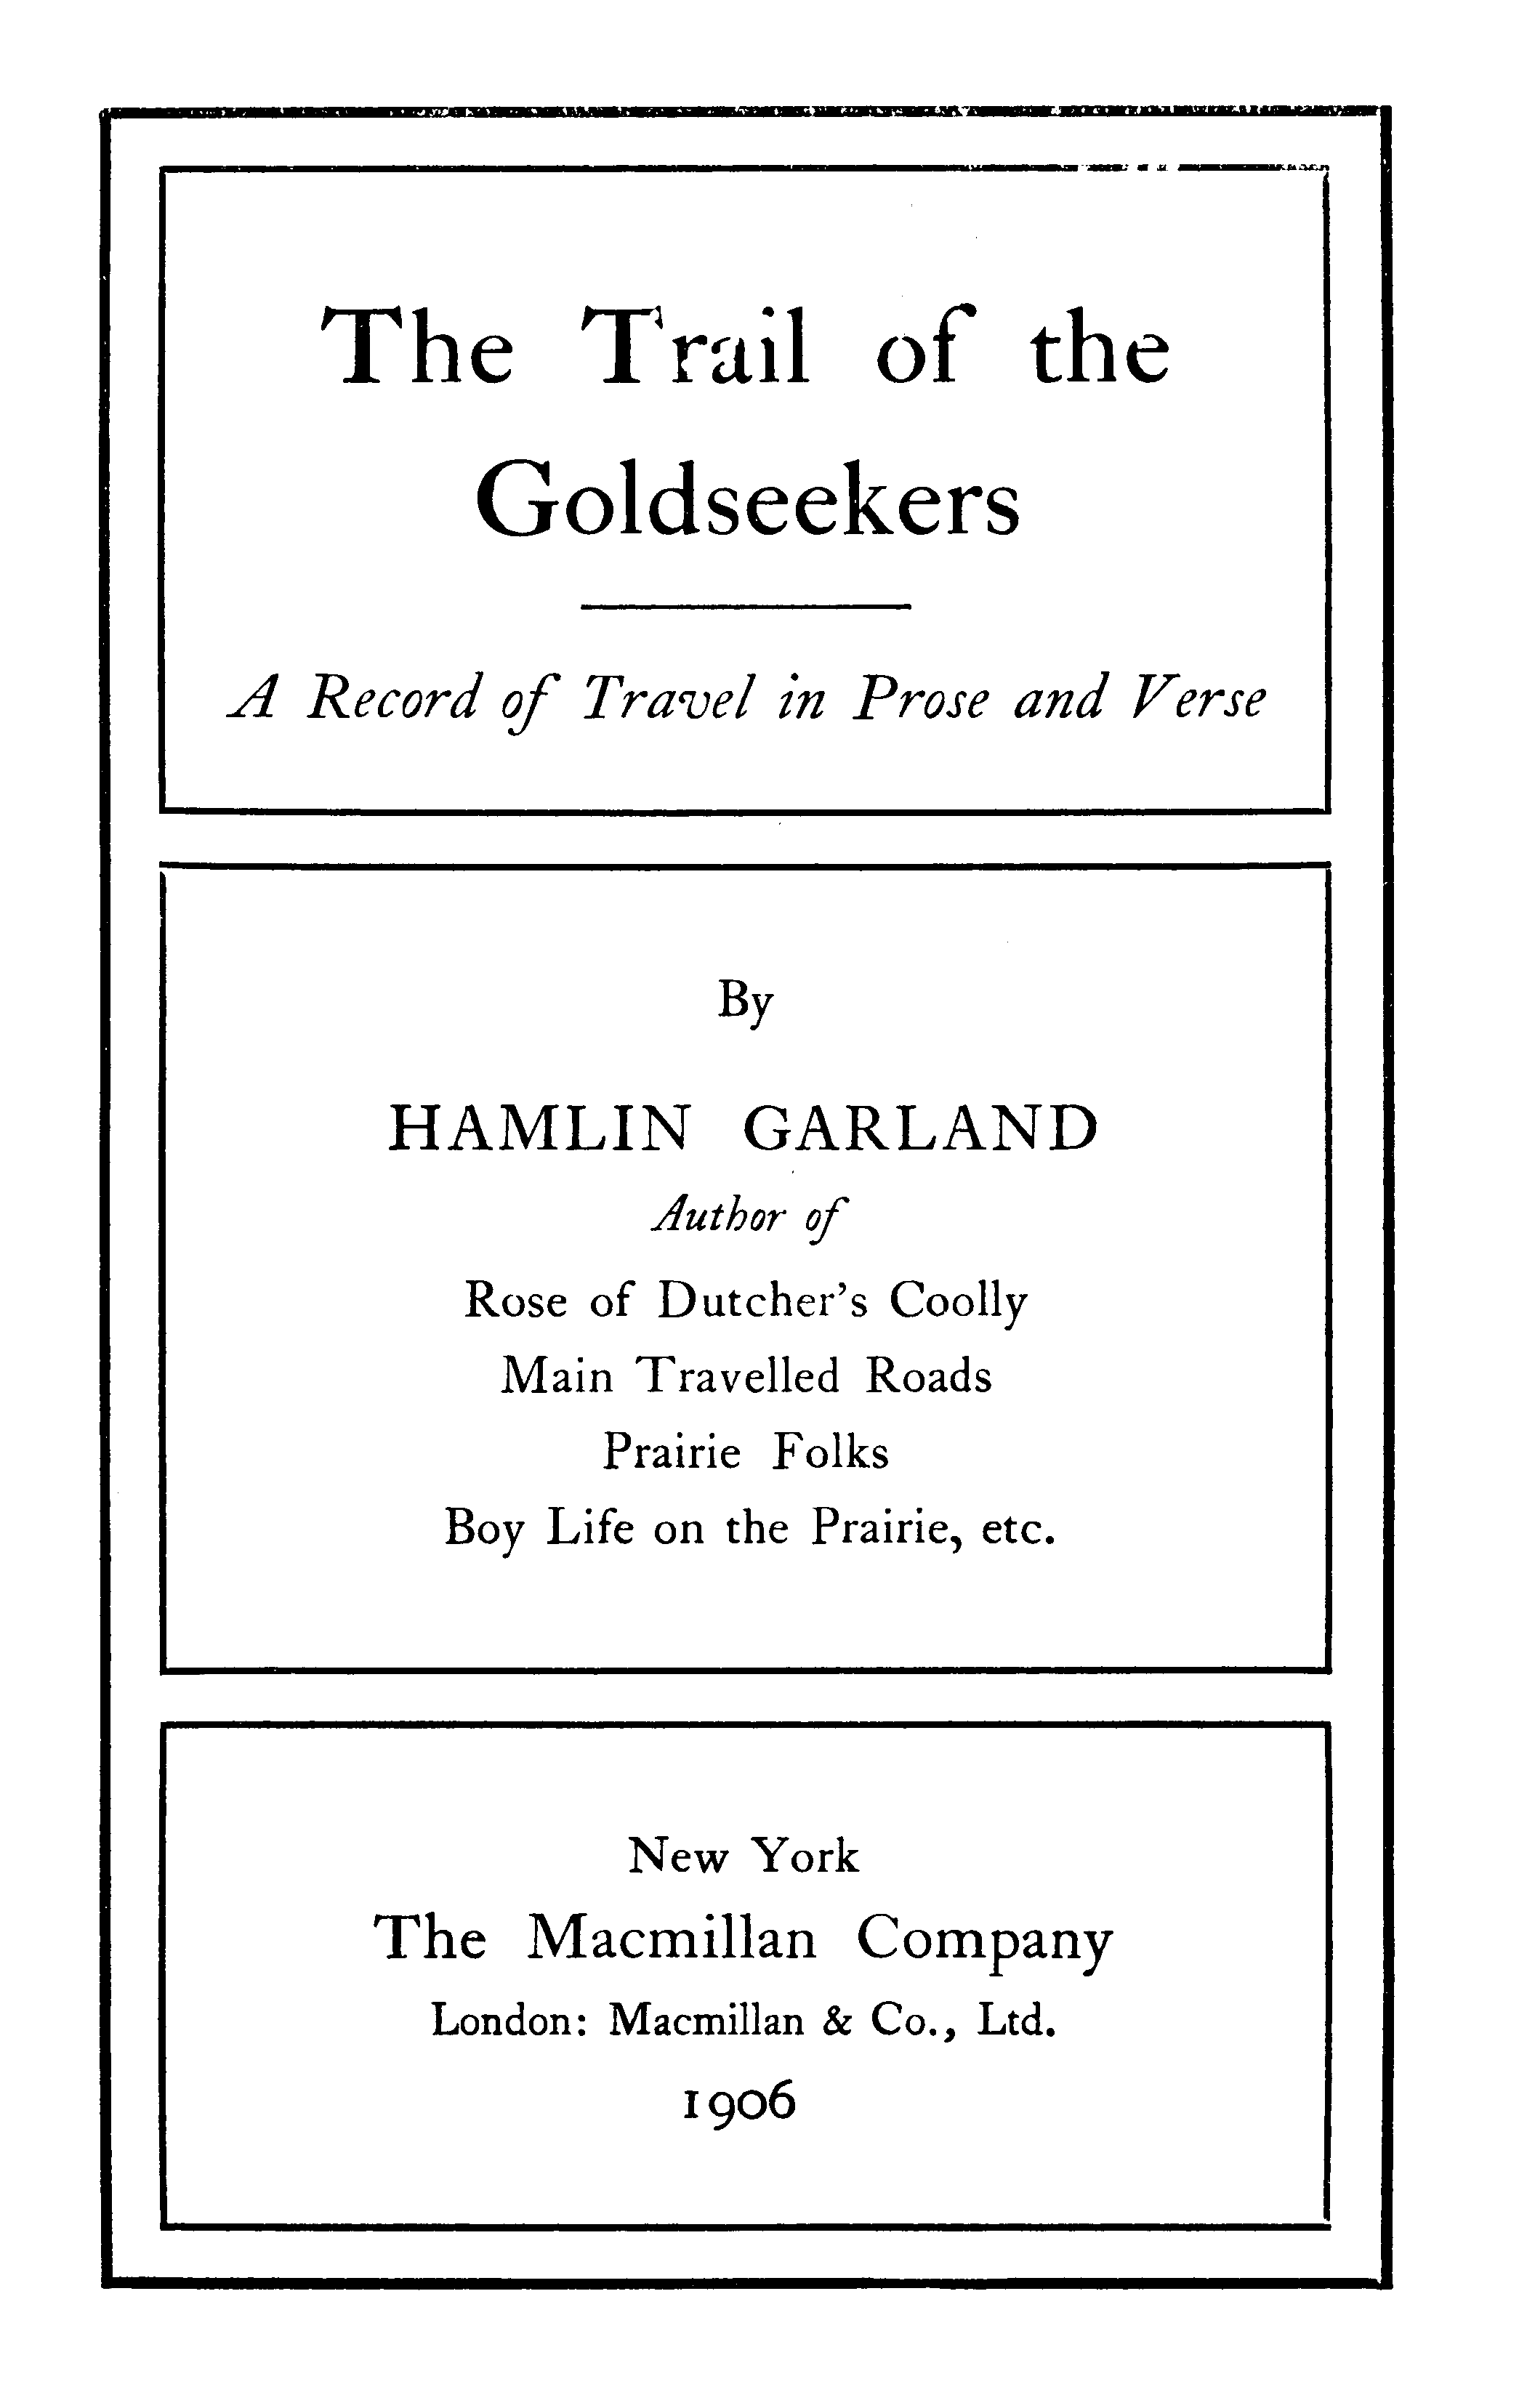 The Trail of the
Goldseekers
A Record of Travel in Prose and Verse
By
HAMLIN GARLAND
Author of
Rose of Dutcher's Coolly
Main Travelled Roads
Prairie Folks
Boy Life on the Prairie, etc.
New York
The Macmillan Company
London: Macmillan & Co., Ltd.
1906